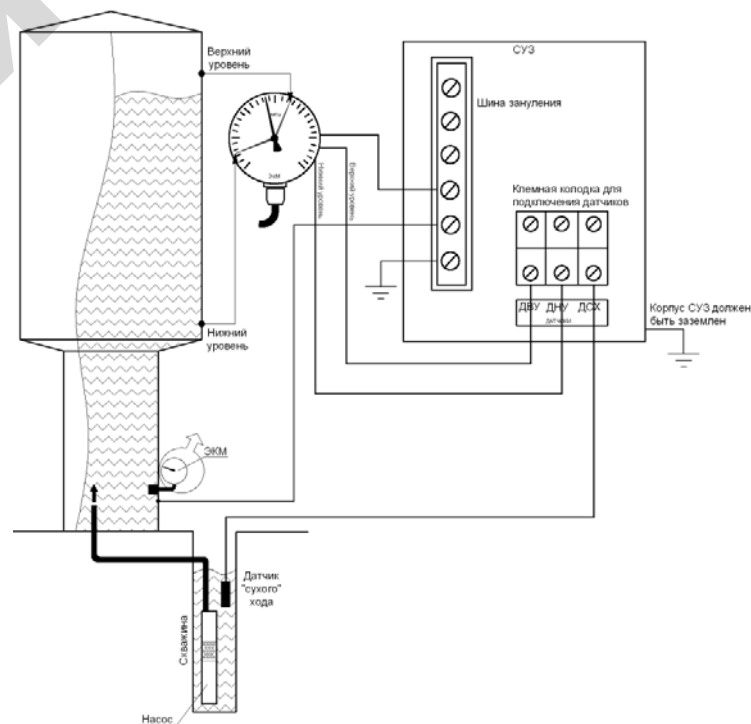 Верхний
уровень
СУЗ
Шина зануления
ЭКМ
Нижний уровень
Верхний уровень
Клемная колодка для
подключения датчиков
ДВУ ДНУ ДСХ
датчики
Корпус СУЗ должен
быть заземлен
Нижний
уровень
ЭКМ
Датчик
"сухого"
хода
Скважина
Насос